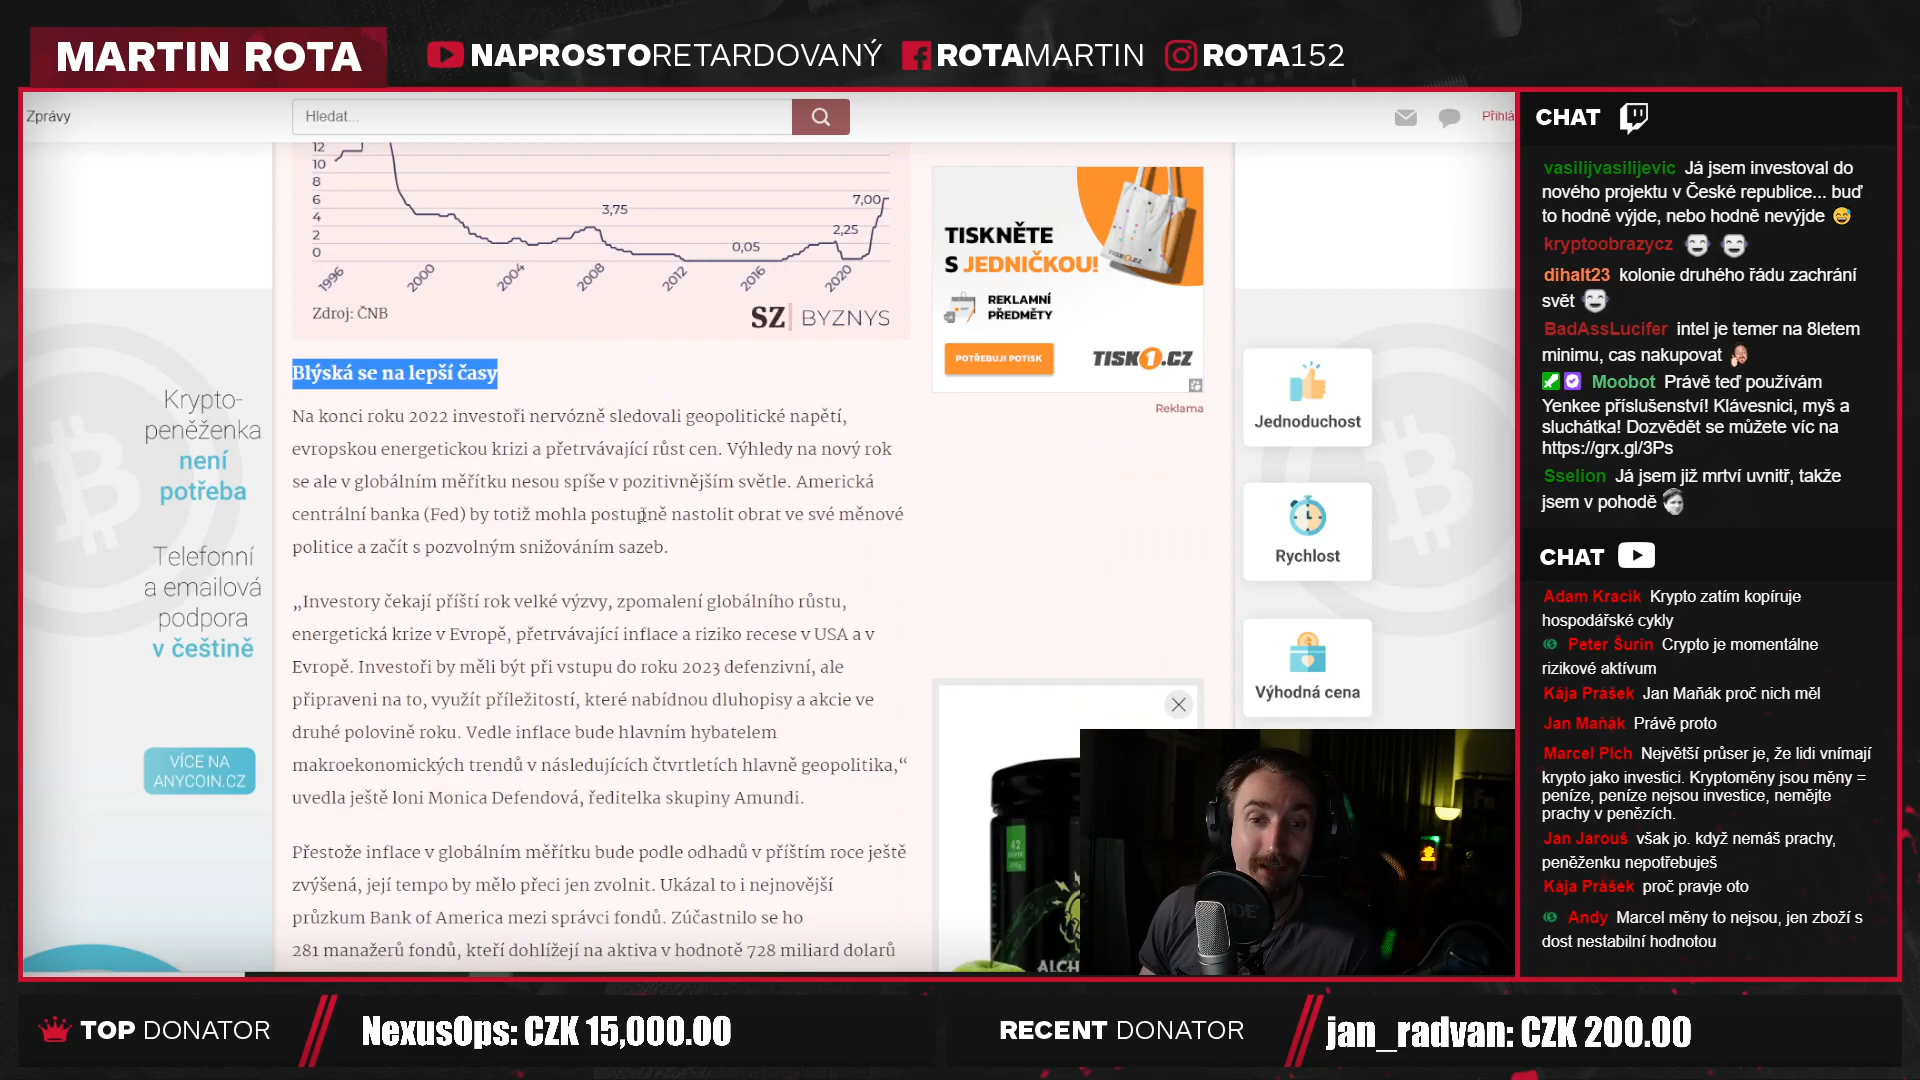 MARTIN ROTA
NAPROSTORETARDOVANÝ
ROTAMARTIN
ROTA152
Zprávy
Hledat...
Přihlá
12
10
8
6
4
2
0
3,75
0,05
2,25
7,00
1996
2000
2004
2008
2012
2016
2020
Zdroj: ČNB
SZ BYZNYS
Blýská se na lepší časy
Na konci roku 2022 investoři nervózně sledovali geopolitické napětí,
evropskou energetickou krizi a přetrvávající růst cen. Výhledy na nový rok
se ale v globálním měřítku nesou spíše v pozitivnějším světle. Americká
centrální banka (Fed) by totiž mohla postupně nastolit obrat ve své měnové
politice a začít s pozvolným snižováním sazeb.
„Investory čekají příští rok velké výzvy, zpomalení globálního růstu,
energetická krize v Evropě, přetrvávající inflace a riziko recese v USA a v
Evropě. Investoři by měli být při vstupu do roku 2023 defenzivní, ale
připraveni na to, využít příležitostí, které nabídnou dluhopisy a akcie ve
druhé polovině roku. Vedle inflace bude hlavním hybatelem
makroekonomických trendů v následujících čtvrtletích hlavně geopolitika,“
uvedla ještě loni Monica Defendová, ředitelka skupiny Amundi.
Přestože inflace v globálním měřítku bude podle odhadů v příštím roce ještě
zvýšená, její tempo by mělo přeci jen zvolnit. Ukázal to i nejnovější
průzkum Bank of America mezi správci fondů. Zúčastnilo se ho
281 manažerů fondů, kteří dohlížejí na aktiva v hodnotě 728 miliard dolarů
Krypto-
peněženka
není
potřeba
Telefonní
a emailová
podpora
v češtině
VÍCE NA
ANYCOIN.CZ
TISKNĚTE
S JEDNIČKOU!
TISK1.CZ
REKLAMNÍ
PŘEDMĚTY
POTŘEBUJI POTISK
TISK1.CZ
Reklama
Jednoduchost
Rychlost
Výhodná cena
42
ALCH
CHAT
vasilijvasilijevic Já jsem investoval do
nového projektu v České republice... buď
to hodně výjde, nebo hodně nevýjde
kryptoobrazycz
dihalt23 kolonie druhého řádu zachrání
svět
BadAssLucifer intel je temer na 8letem
minimu, cas nakupovat
Moobot Právě teď používám
Yenkee příslušenství! Klávesnici, myš a
sluchátka! Dozvědět se můžete víc na
https://grx.gl/3Ps
Sselion Já jsem již mrtví uvnitř, takže
jsem v pohodě
CHAT
Adam Kracik Krypto zatím kopíruje
hospodářské cykly
Peter Šurin Crypto je momentálne
rizikové aktívum
Kája Prášek Jan Maňák proč nich měl
Jan Maňák Právě proto
Marcel Plch Největší průser je, že lidi vnímají
krypto jako investici. Kryptoměny jsou měny =
peníze, peníze nejsou investice, nemějte
prachy v penězích.
Jan Jarouš však jo. když nemáš prachy,
peněženku nepotřebuješ
Kája Prášek proč pravje oto
Andy Marcel měny to nejsou, jen zboží s
dost nestabilní hodnotou
TOP DONATOR
NexusOps: CZK 15,000.00
RECENT DONATOR
jan_radvan: CZK 200.00